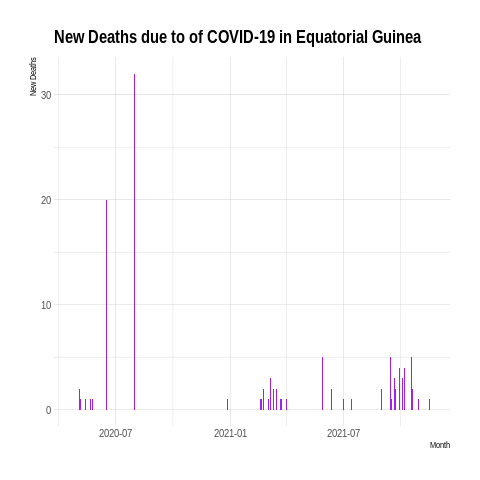 New Deaths due to of COVID-19 in Equatorial Guinea
New Deaths
30
20
10
0
2020-07 2021-01 2021-07
Month